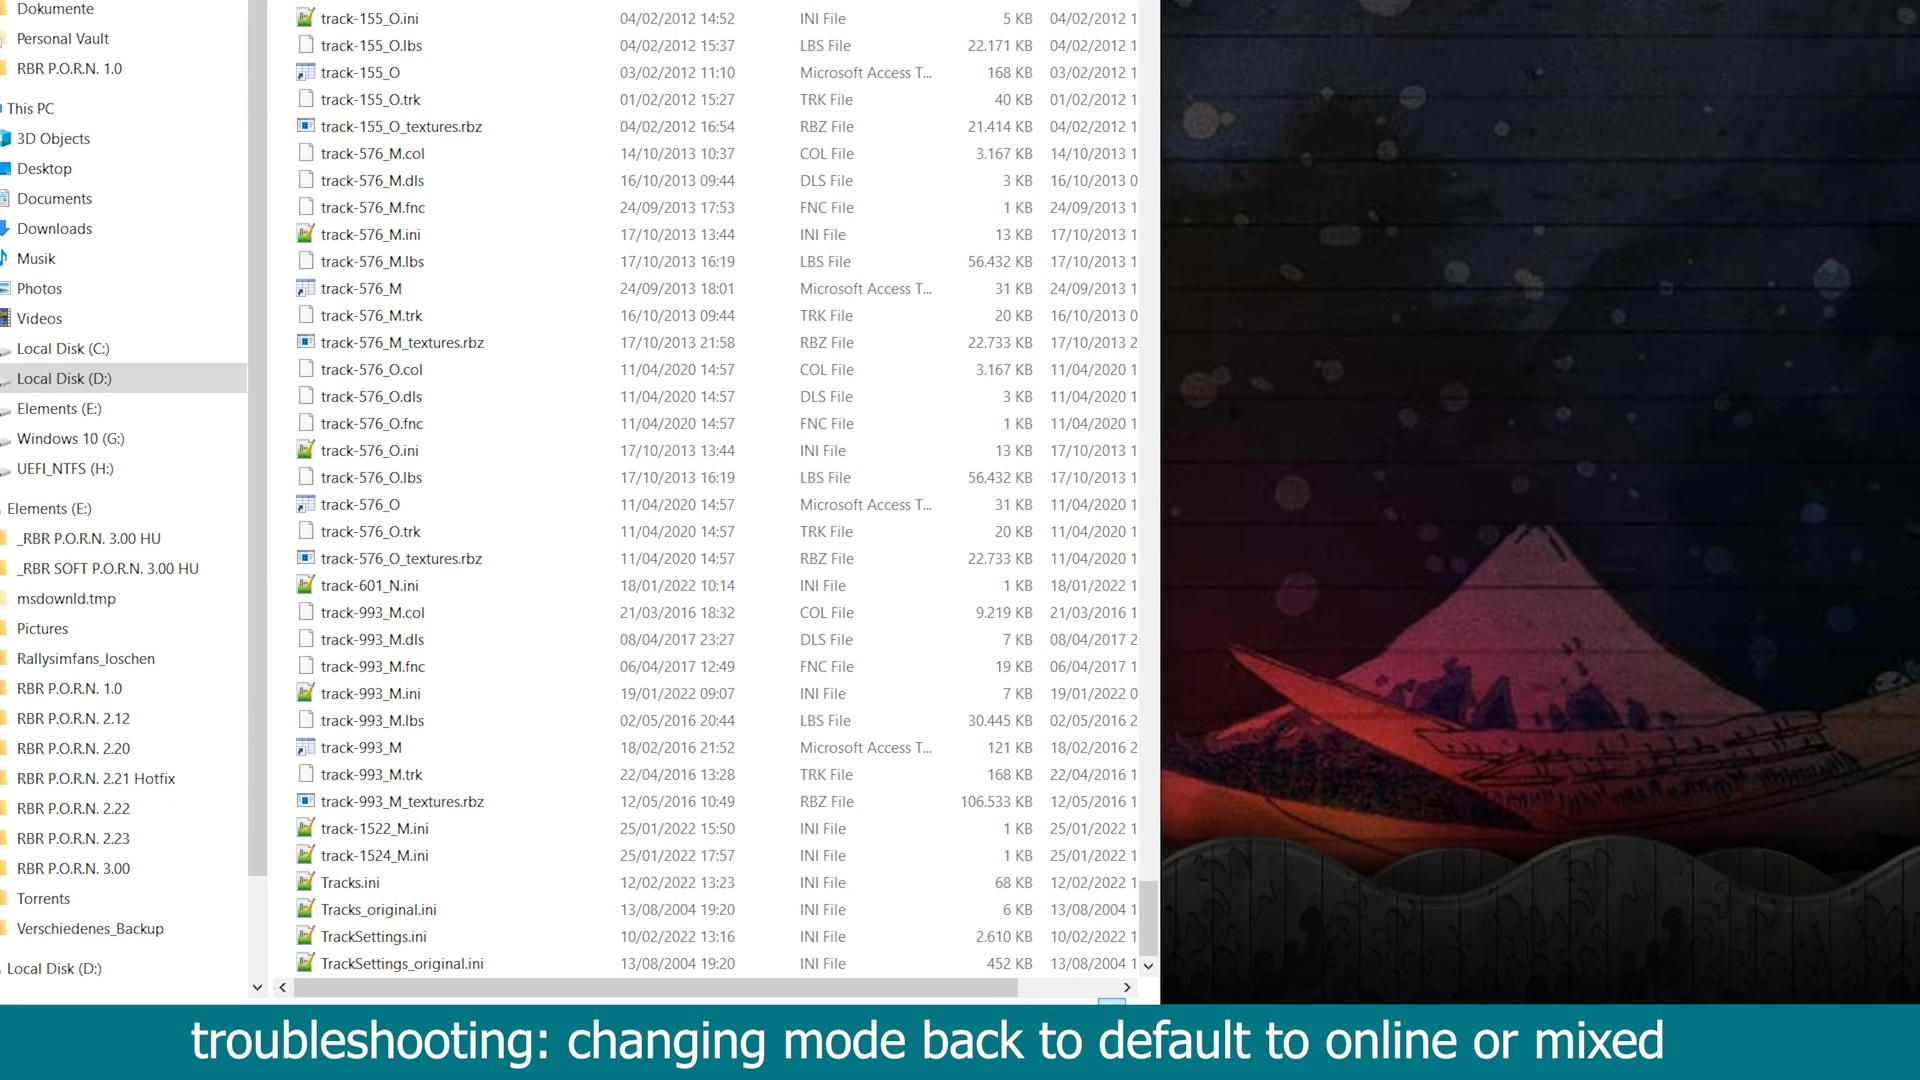 Dokumente
Personal Vault
RBR P.O.R.N. 1.0
This PC
3D Objects
Desktop
Documents
Downloads
Musik
Photos
Videos
Local Disk (C:)
Local Disk (D:)
Elements (E:)
Windows 10 (G:)
UEFI_NTFS (H:)
Elements (E:)
_RBR P.O.R.N. 3.00 HU
_RBR SOFT P.O.R.N. 3.00 HU
msdownld.tmp
Pictures
Rallysimfans_loschen
RBR P.O.R.N. 1.0
RBR P.O.R.N. 2.12
RBR P.O.R.N. 2.20
RBR P.O.R.N. 2.21 Hotfix
RBR P.O.R.N. 2.22
RBR P.O.R.N. 2.23
RBR P.O.R.N. 3.00
Torrents
Verschiedenes_Backup
Local Disk (D:)
track-155_O.ini 04/02/2012 14:52 INI File 5 KB 04/02/2012 1
track-155_O.lbs 04/02/2012 15:37 LBS File 22.171 KB 04/02/2012 1
track-155_O 03/02/2012 11:10 Microsoft Access T... 168 KB 03/02/2012 1
track-155_O.trk 01/02/2012 15:27 TRK File 40 KB 01/02/2012 1
track-155_O_textures.rbz 04/02/2012 16:54 RBZ File 21.414 KB 04/02/2012 1
track-576_M.col 14/10/2013 10:37 COL File 3.167 KB 14/10/2013 1
track-576_M.dls 16/10/2013 09:44 DLS File 3 KB 16/10/2013 0
track-576_M.fnc 24/09/2013 17:53 FNC File 1 KB 24/09/2013 1
track-576_M.ini 17/10/2013 13:44 INI File 13 KB 17/10/2013 1
track-576_M.lbs 17/10/2013 16:19 LBS File 56.432 KB 17/10/2013 1
track-576_M 24/09/2013 18:01 Microsoft Access T... 31 KB 24/09/2013 1
track-576_M.trk 16/10/2013 09:44 TRK File 20 KB 16/10/2013 0
track-576_M_textures.rbz 17/10/2013 21:58 RBZ File 22.733 KB 17/10/2013 2
track-576_O.col 11/04/2020 14:57 COL File 3.167 KB 11/04/2020 1
track-576_O.dls 11/04/2020 14:57 DLS File 3 KB 11/04/2020 1
track-576_O.fnc 11/04/2020 14:57 FNC File 1 KB 11/04/2020 1
track-576_O.ini 17/10/2013 13:44 INI File 13 KB 17/10/2013 1
track-576_O.lbs 17/10/2013 16:19 LBS File 56.432 KB 17/10/2013 1
track-576_O 11/04/2020 14:57 Microsoft Access T... 31 KB 11/04/2020 1
track-576_O.trk 11/04/2020 14:57 TRK File 20 KB 11/04/2020 1
track-576_O_textures.rbz 11/04/2020 14:57 RBZ File 22.733 KB 11/04/2020 1
track-601_N.ini 18/01/2022 10:14 INI File 1 KB 18/01/2022 1
track-993_M.col 21/03/2016 18:32 COL File 9.219 KB 21/03/2016 1
track-993_M.dls 08/04/2017 23:27 DLS File 7 KB 08/04/2017 2
track-993_M.fnc 06/04/2017 12:49 FNC File 19 KB 06/04/2017 1
track-993_M.ini 19/01/2022 09:07 INI File 7 KB 19/01/2022 0
track-993_M.lbs 02/05/2016 20:44 LBS File 30.445 KB 02/05/2016 2
track-993_M 18/02/2016 21:52 Microsoft Access T... 121 KB 18/02/2016 2
track-993_M.trk 22/04/2016 13:28 TRK File 168 KB 22/04/2016 1
track-993_M_textures.rbz 12/05/2016 10:49 RBZ File 106.533 KB 12/05/2016 1
track-1522_M.ini 25/01/2022 15:50 INI File 1 KB 25/01/2022 1
track-1524_M.ini 25/01/2022 17:57 INI File 1 KB 25/01/2022 1
Tracks.ini 12/02/2022 13:23 INI File 68 KB 12/02/2022 1
Tracks_original.ini 13/08/2004 19:20 INI File 6 KB 13/08/2004 1
TrackSettings.ini 10/02/2022 13:16 INI File 2.610 KB 10/02/2022 1
TrackSettings_original.ini 13/08/2004 19:20 INI File 452 KB 13/08/2004 1
troubleshooting: changing mode back to default to online or mixed